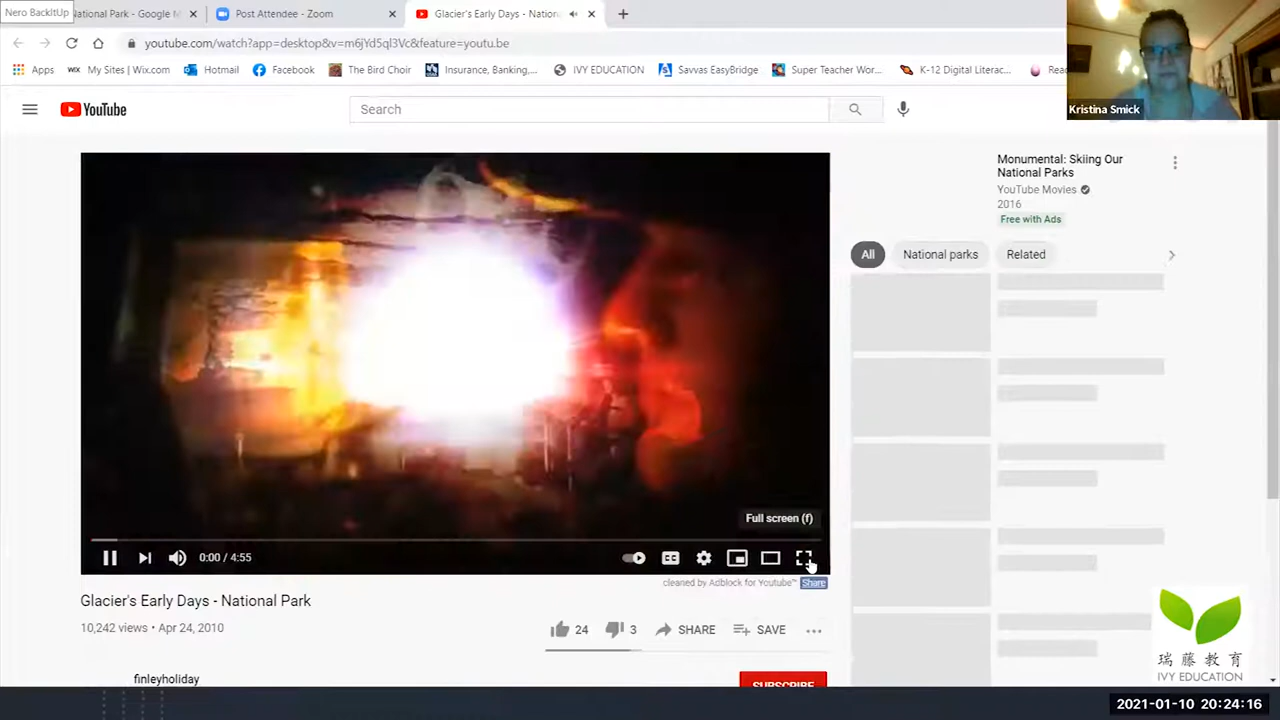 Nero BackItUp
National Park - Google M
Post Attendee - Zoom
Glacier's Early Days - Nation
youtube.com/watch?app=desktop&v=m6jYd5qI3Vc&feature=youtu.be
Apps
WIX My Sites | Wix.com
Hotmail
Facebook
The Bird Choir
Insurance, Banking,...
IVY EDUCATION
Savvas EasyBridge
Super Teacher Wor...
K-12 Digital Literac...
Rea
Kristina Smick
YouTube
Search
Monumental: Skiing Our
National Parks
YouTube Movies
2016
Free with Ads
All
National parks
Related
Full screen (f)
0:00 / 4:55
CC
cleaned by Adblock for Youtube™ Share
Glacier's Early Days - National Park
10,242 views • Apr 24, 2010
24
3
SHARE
SAVE
finleyholiday
SUBSCRIBE
瑞藤教育
IVY EDUCATION
2021-01-10 20:24:16